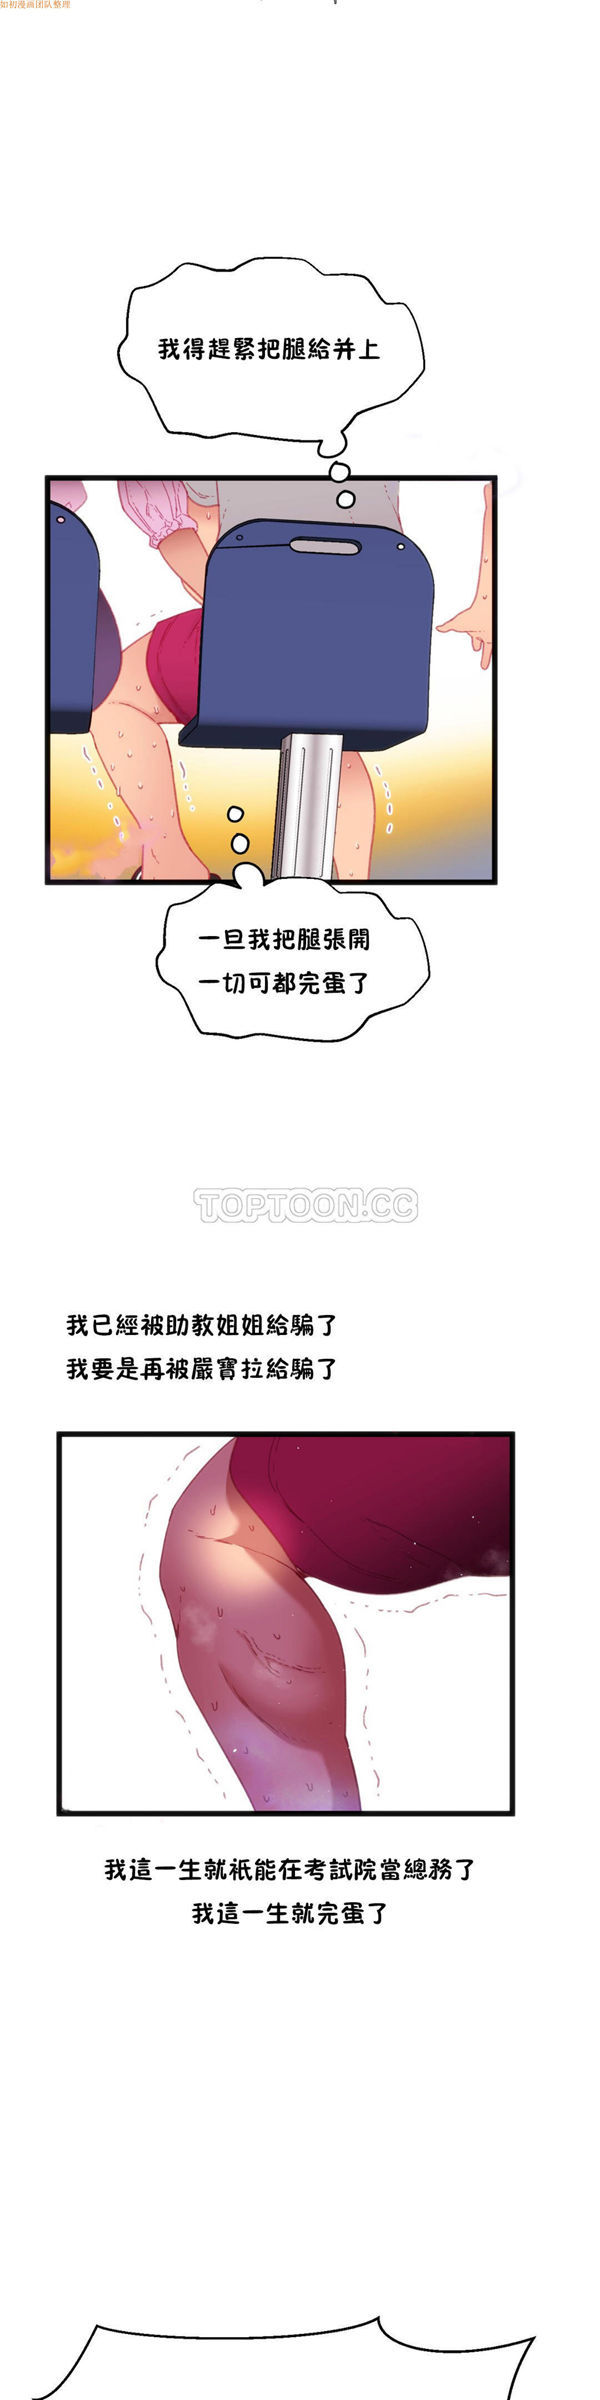 如初漫画团队整理
我得趕緊把腿給并上
一旦我把腿張開
一切可都完蛋了
TOPTOON.CC
我已經被助教姐姐給騙了
我要是再被嚴寶拉給騙了
我這一生就衹能在考試院當總務了
我這一生就完蛋了